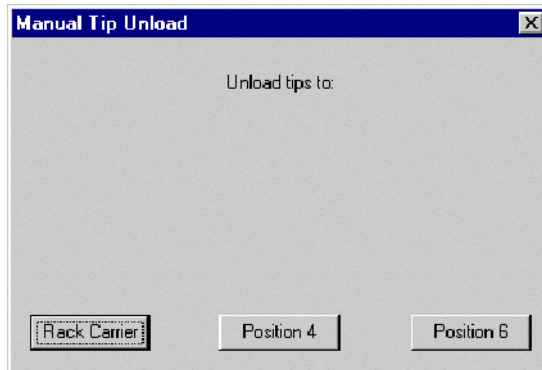 Manual Tip Unload
Unload tips to:
Rack Carrier Position 4 Position 6